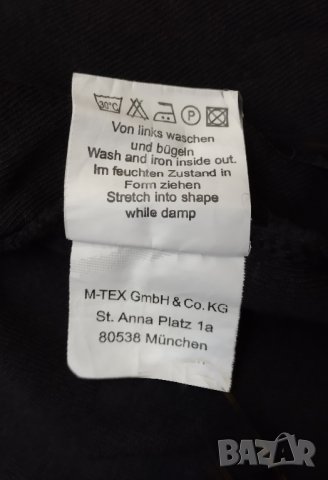 30°C P
Von links waschen
und bügeln
Wash and iron inside out.
Im feuchten Zustand in
Form ziehen
Stretch into shape
while damp
M-TEX GmbH & Co. KG
St. Anna Platz 1a
80538 München
BAZAR